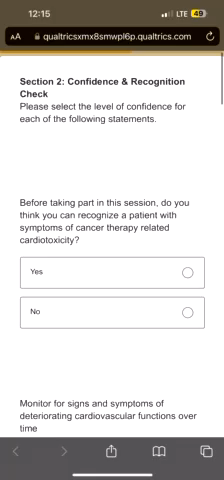 12:15
LTE 49
AA qualtricsxmx8smwpl6p.qualtrics.com
Section 2: Confidence & Recognition
Check
Please select the level of confidence for
each of the following statements.
Before taking part in this session, do you
think you can recognize a patient with
symptoms of cancer therapy related
cardiotoxicity?
Yes
No
Monitor for signs and symptoms of
deteriorating cardiovascular functions over
time